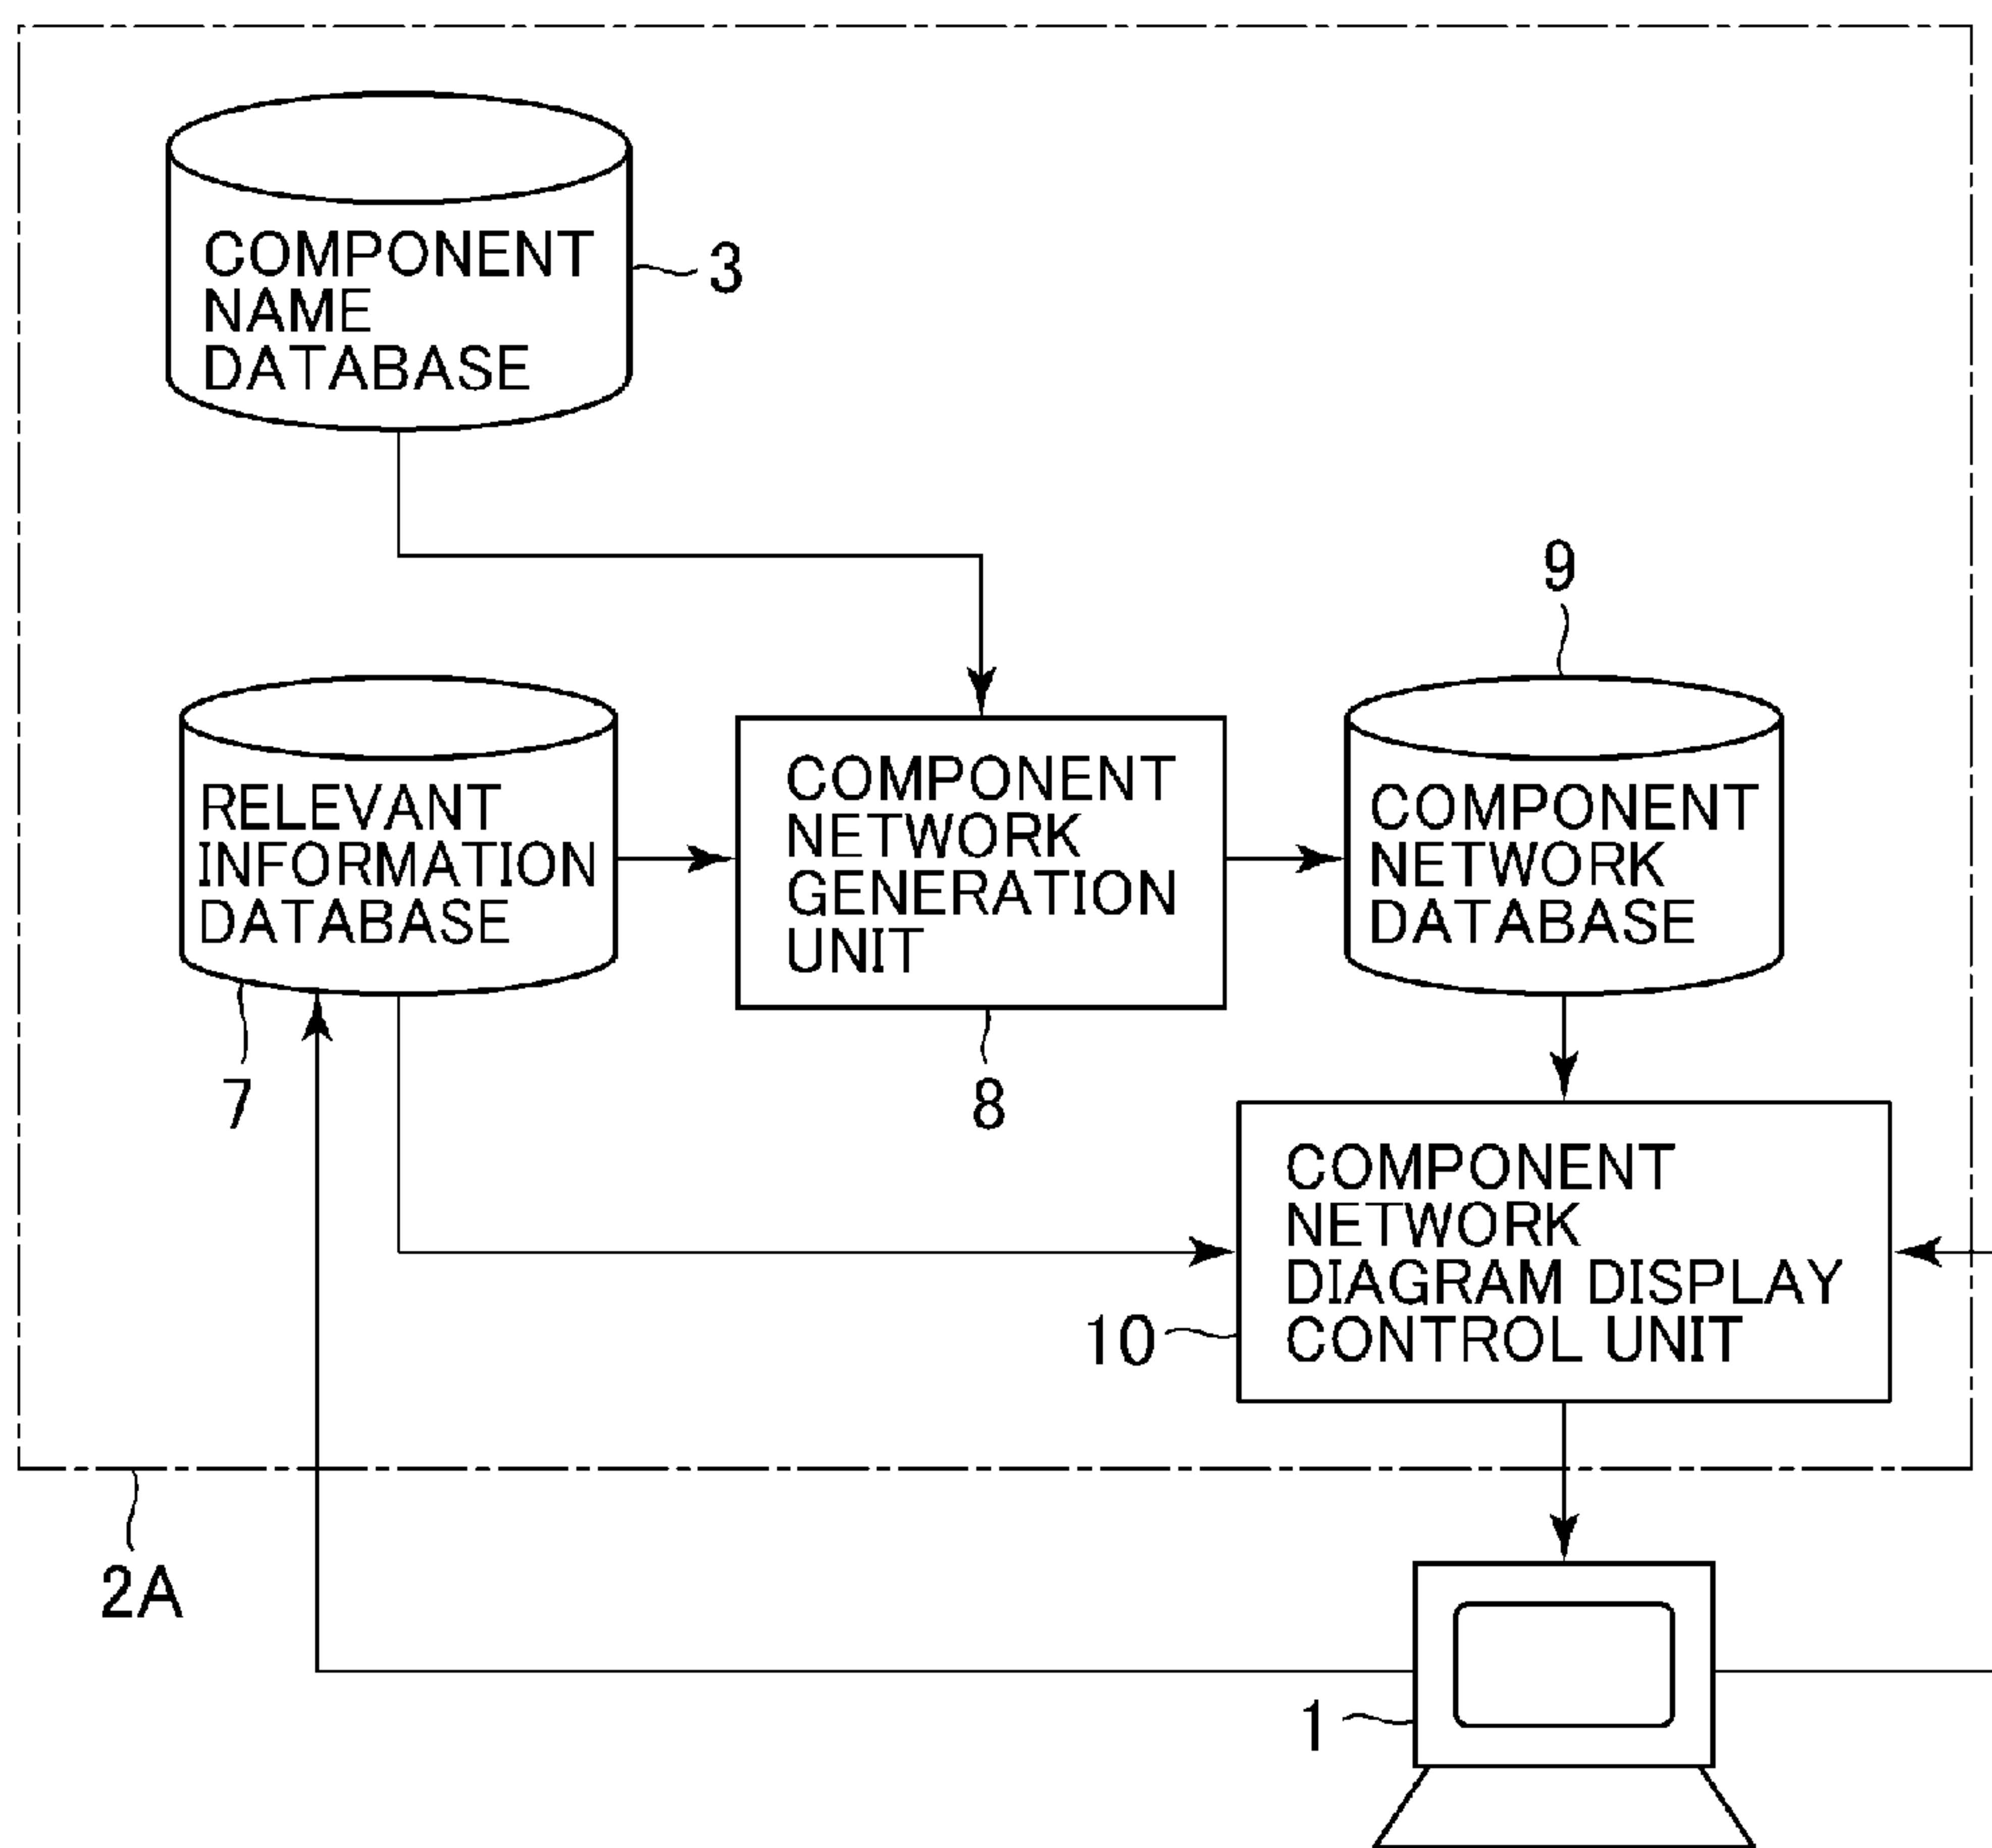 COMPONENT
NAME
DATABASE
3
9
RELEVANT
INFORMATION
DATABASE
7
COMPONENT
NETWORK
GENERATION
UNIT
8
COMPONENT
NETWORK
DATABASE
COMPONENT
NETWORK
DIAGRAM DISPLAY
CONTROL UNIT
10
2A
1